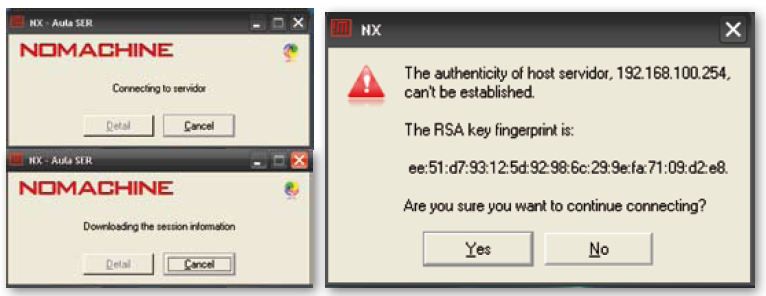 NX - Aula SER
NOMACHINE
Connecting to servidor
Detail
Cancel
NX - Aula SER
NOMACHINE
Downloading the session information
Detail
Cancel
NX
The authenticity of host servidor, 192.168.100.254,
can't be established.
The RSA key fingerprint is:
ee:51:d7:93:12:5d:92:98:6c:29:9e:fa:71:09:d2:e8.
Are you sure you want to continue connecting?
Yes
No